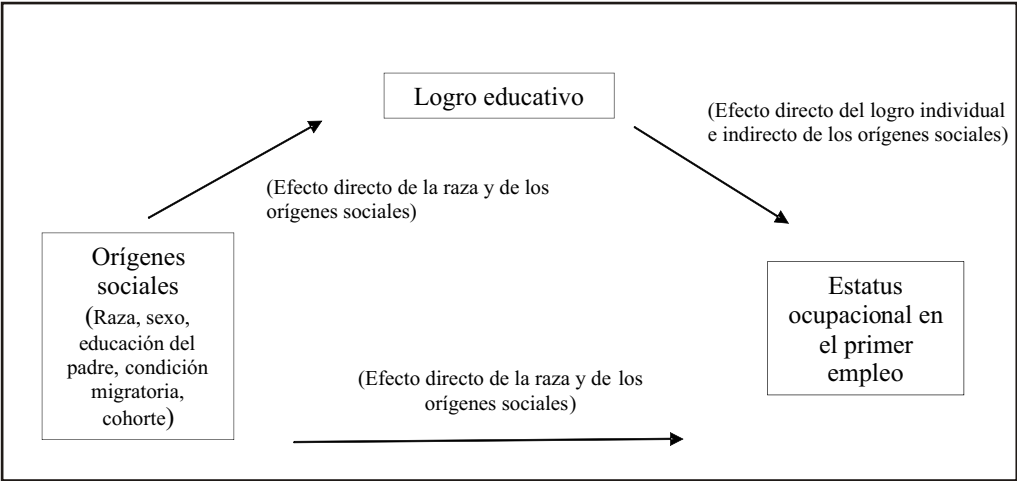 Logro educativo
(Efecto directo del logro individual
e indirecto de los orígenes sociales)
(Efecto directo de la raza y de los
orígenes sociales)
Orígenes
sociales
(Raza, sexo,
educación del
padre, condición
migratoria,
cohorte)
Estatus
ocupacional en
el primer
empleo
(Efecto directo de la raza y de los
orígenes sociales)